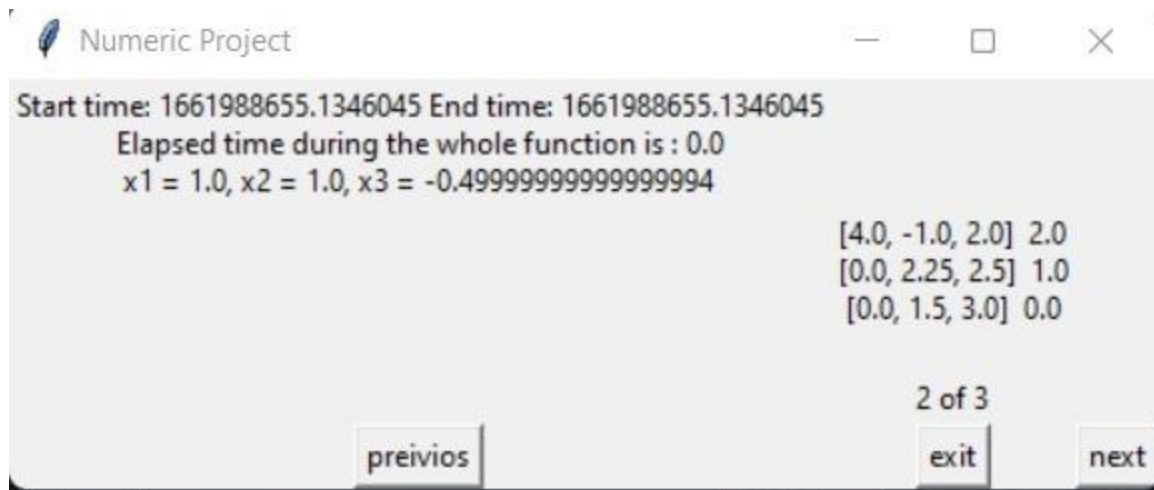 Numeric Project
Start time: 1661988655.1346045 End time: 1661988655.1346045
Elapsed time during the whole function is : 0.0
x1 = 1.0, x2 = 1.0, x3 = -0.49999999999999994
[4.0, -1.0, 2.0] 2.0
[0.0, 2.25, 2.5] 1.0
[0.0, 1.5, 3.0] 0.0
2 of 3
preivios exit next